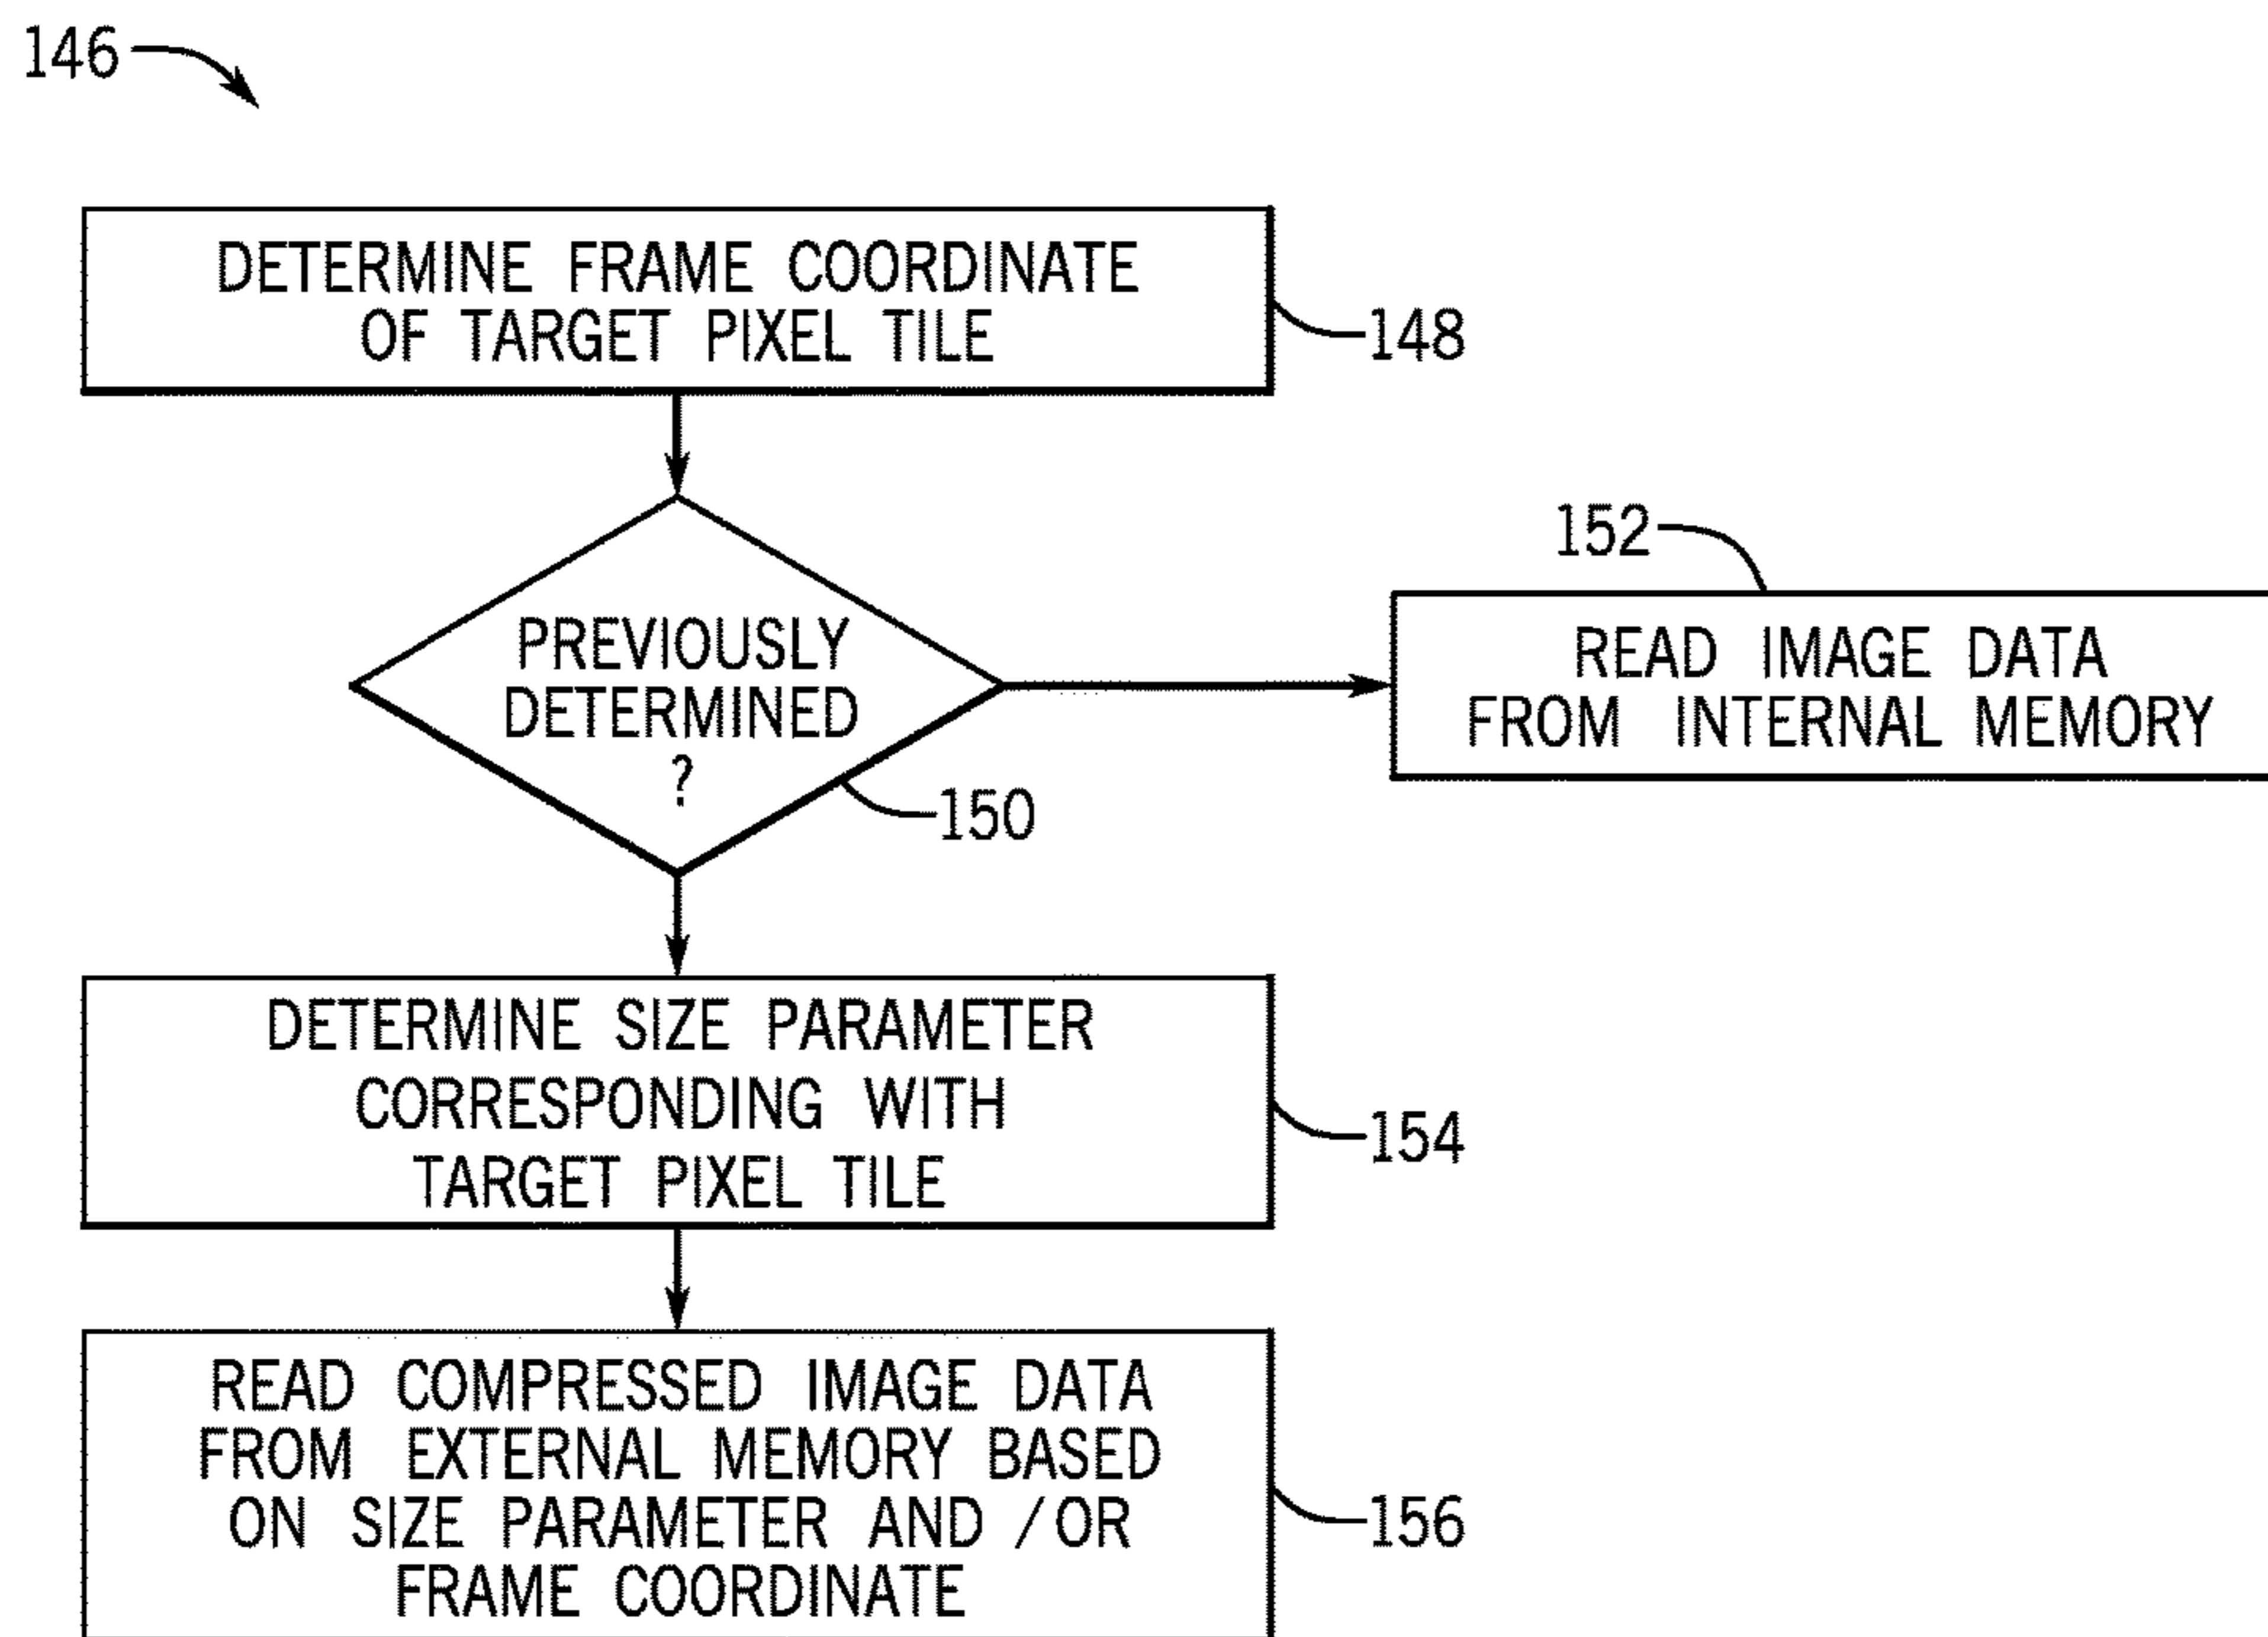 146
DETERMINE FRAME COORDINATE
OF TARGET PIXEL TILE
148
PREVIOUSLY
DETERMINED
?
150
152
READ IMAGE DATA
FROM INTERNAL MEMORY
DETERMINE SIZE PARAMETER
CORRESPONDING WITH
TARGET PIXEL TILE
154
READ COMPRESSED IMAGE DATA
FROM EXTERNAL MEMORY BASED
ON SIZE PARAMETER AND /OR
FRAME COORDINATE
156